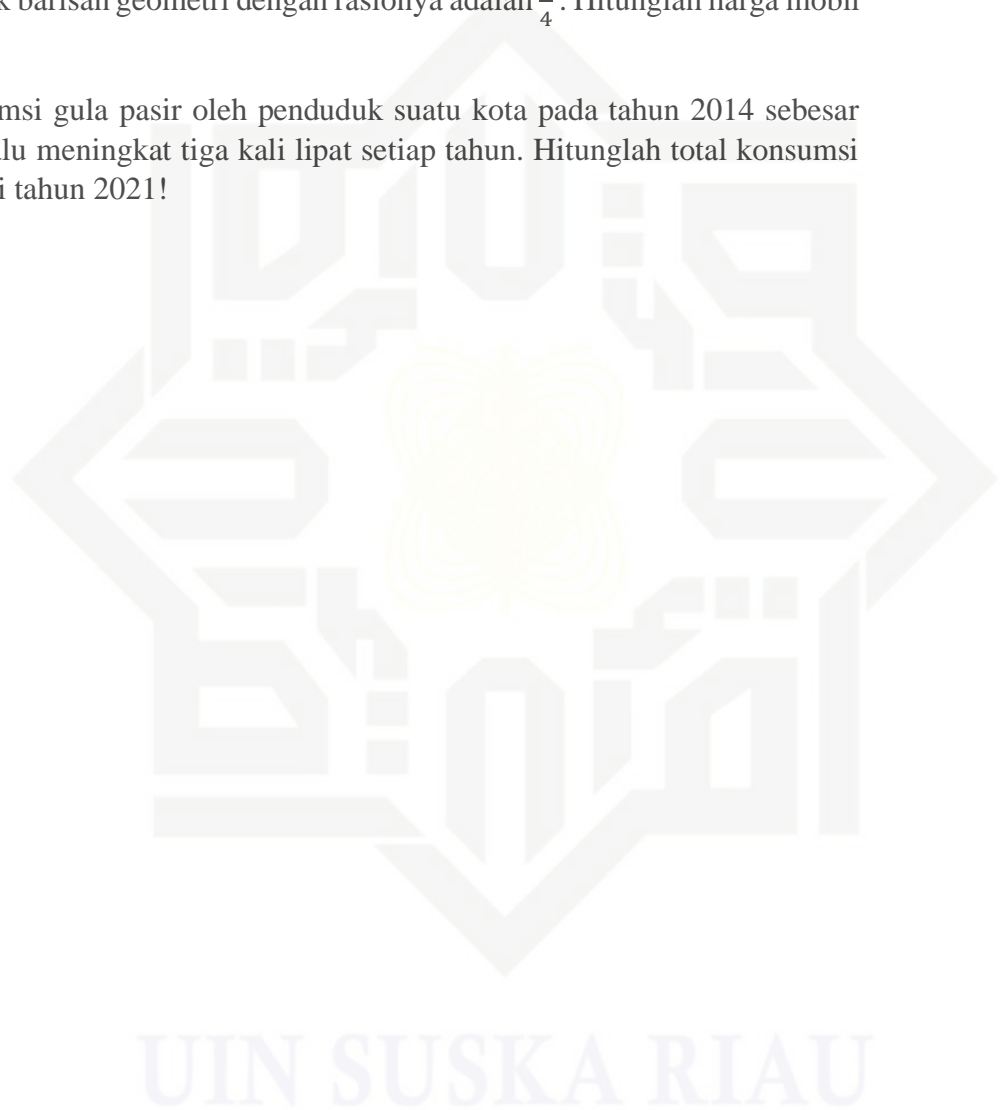 barisan geometri dengan rasionya adalah
4 . Hitunglah harga mobil
msi gula pasir oleh penduduk suatu kota pada tahun 2014 sebesar
lu meningkat tiga kali lipat setiap tahun. Hitunglah total konsumsi
i tahun 2021!
UIN SUSKA RIAU